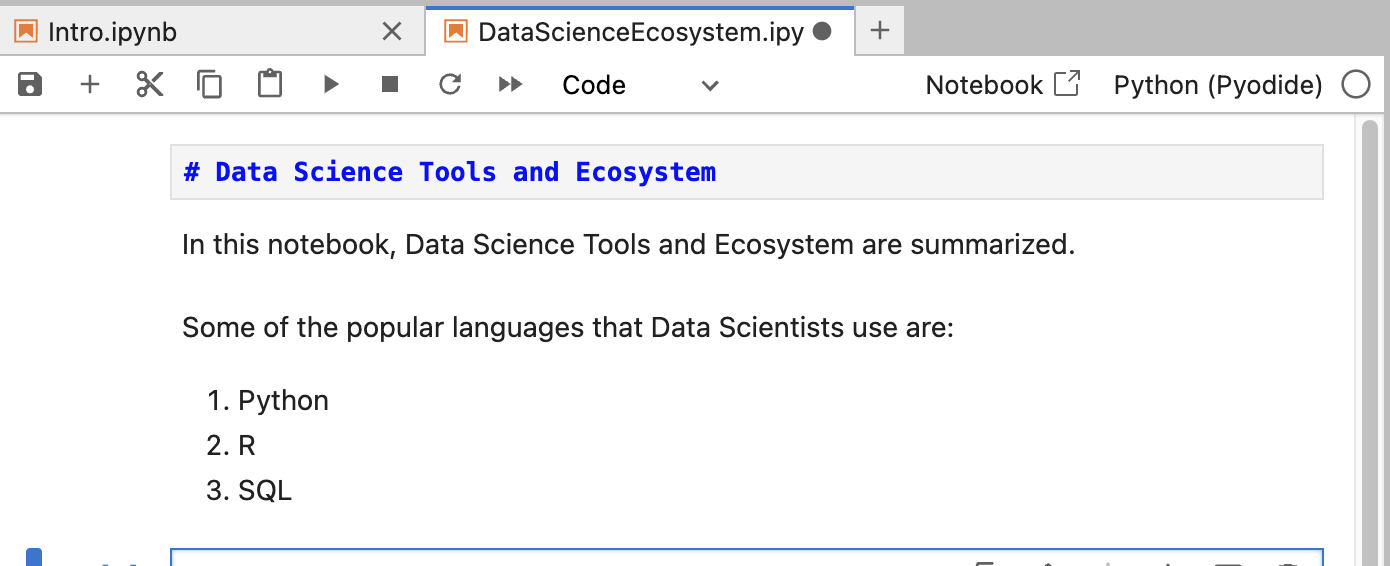 Intro.ipynb
DataScienceEcosystem.ipy
Code
Notebook
Python (Pyodide)
# Data Science Tools and Ecosystem
In this notebook, Data Science Tools and Ecosystem are summarized.
Some of the popular languages that Data Scientists use are:
1. Python
2. R
3. SQL